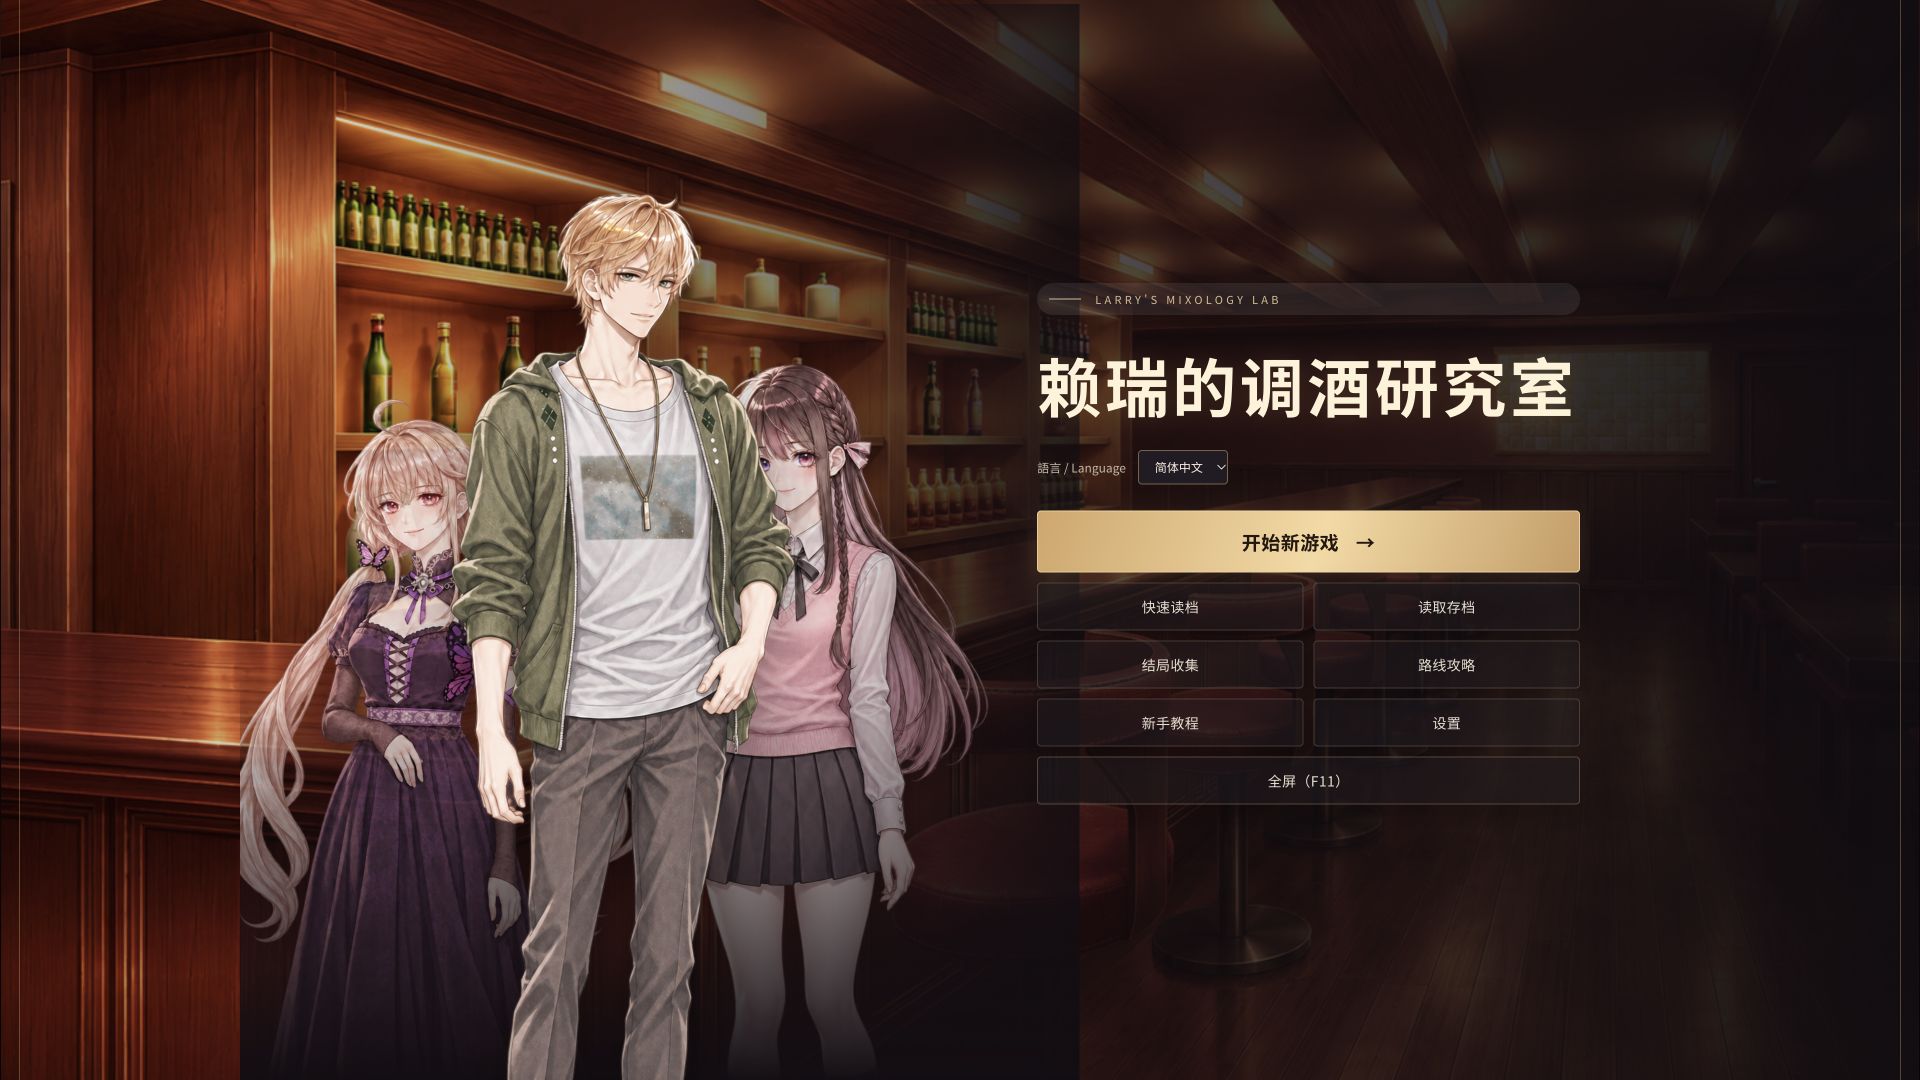 LARRY'S MIXOLOGY LAB
赖瑞的调酒研究室
語言 / Language 简体中文
开始新游戏 →
快速读档 读取存档
结局收集 路线攻略
新手教程 设置
全屏（F11）